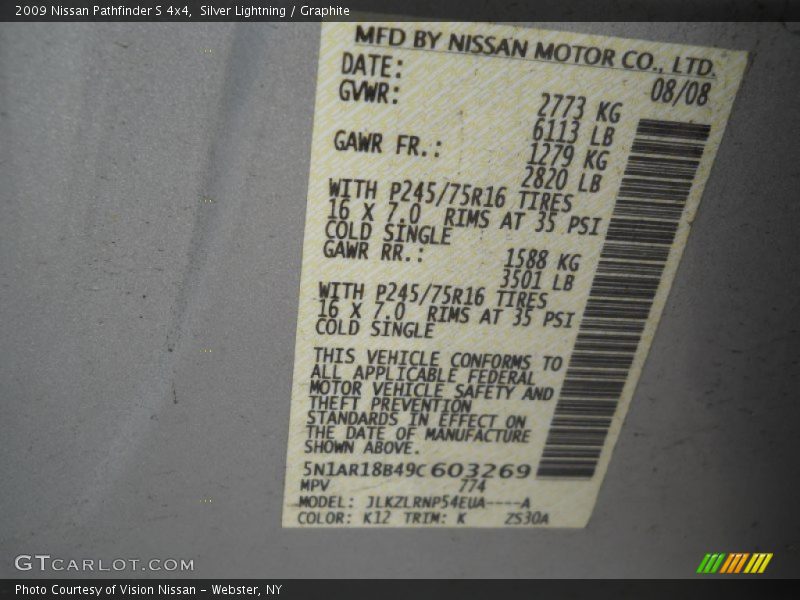 2009 Nissan Pathfinder S 4x4, Silver Lightning / Graphite
MFD BY NISSAN MOTOR CO., LTD.
DATE: 08/08
GVWR: 2773 KG
6113 LB
GAWR FR.: 1279 KG
2820 LB
WITH P245/75R16 TIRES
16 X 7.0 RIMS AT 35 PSI
COLD SINGLE
GAWR RR.: 1588 KG
3501 LB
WITH P245/75R16 TIRES
16 X 7.0 RIMS AT 35 PSI
COLD SINGLE
THIS VEHICLE CONFORMS TO
ALL APPLICABLE FEDERAL
MOTOR VEHICLE SAFETY AND
THEFT PREVENTION
STANDARDS IN EFFECT ON
THE DATE OF MANUFACTURE
SHOWN ABOVE.
5N1AR18B49C603269
MPV 774
MODEL: JLKZLRNP54EUA----A
COLOR: K12 TRIM: K ZS30A
GTCARLOT.COM
Photo Courtesy of Vision Nissan - Webster, NY